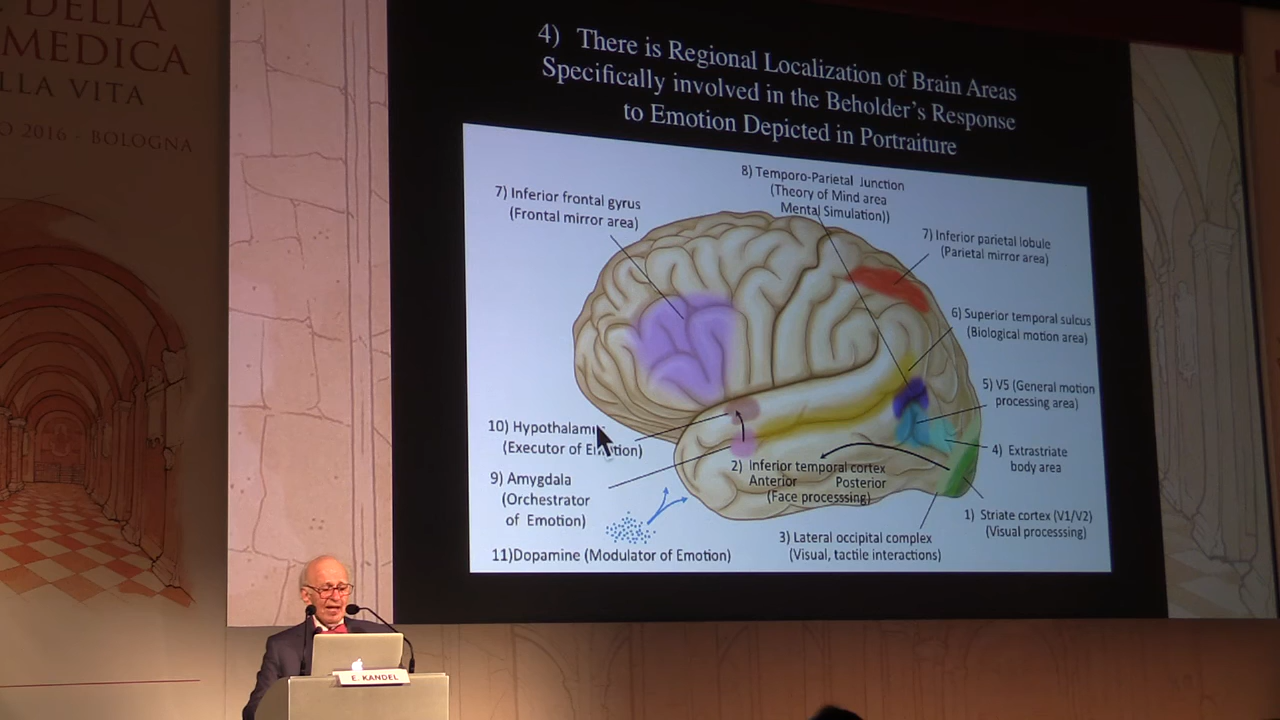 DELLA
MEDICA
LLA VITA
O 2016 - BOLOGNA
4) There is Regional Localization of Brain Areas
Specifically involved in the Beholder's Response
to Emotion Depicted in Portraiture
8) Temporo-Parietal Junction
(Theory of Mind area
Mental Simulation))
7) Inferior frontal gyrus
(Frontal mirror area)
7) Inferior parietal lobule
(Parietal mirror area)
6) Superior temporal sulcus
(Biological motion area)
5) V5 (General motion
processing area)
4) Extrastriate
body area
10) Hypothalam
(Executor of Em tion)
9) Amygdala
(Orchestrator
of Emotion)
2) Inferior temporal cortex
Anterior Posterior
(Face processsing)
1) Striate cortex (V1/V2)
(Visual processsing)
3) Lateral occipital complex
(Visual, tactile interactions)
11)Dopamine (Modulator of Emotion)
E. KANDEL